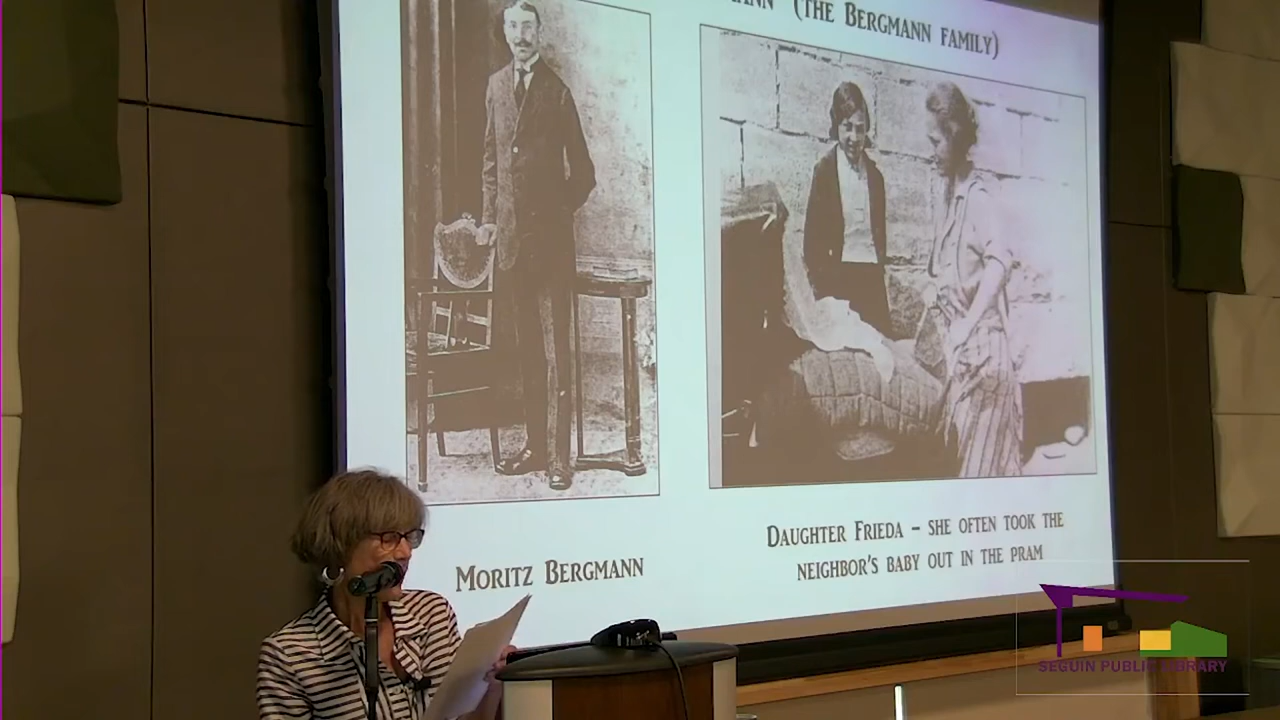 (THE BERGMANN FAMILY)
MORITZ BERGMANN
DAUGHTER FRIEDA – SHE OFTEN TOOK THE
NEIGHBOR'S BABY OUT IN THE PRAM
SEGUIN PUBLIC LIBRARY